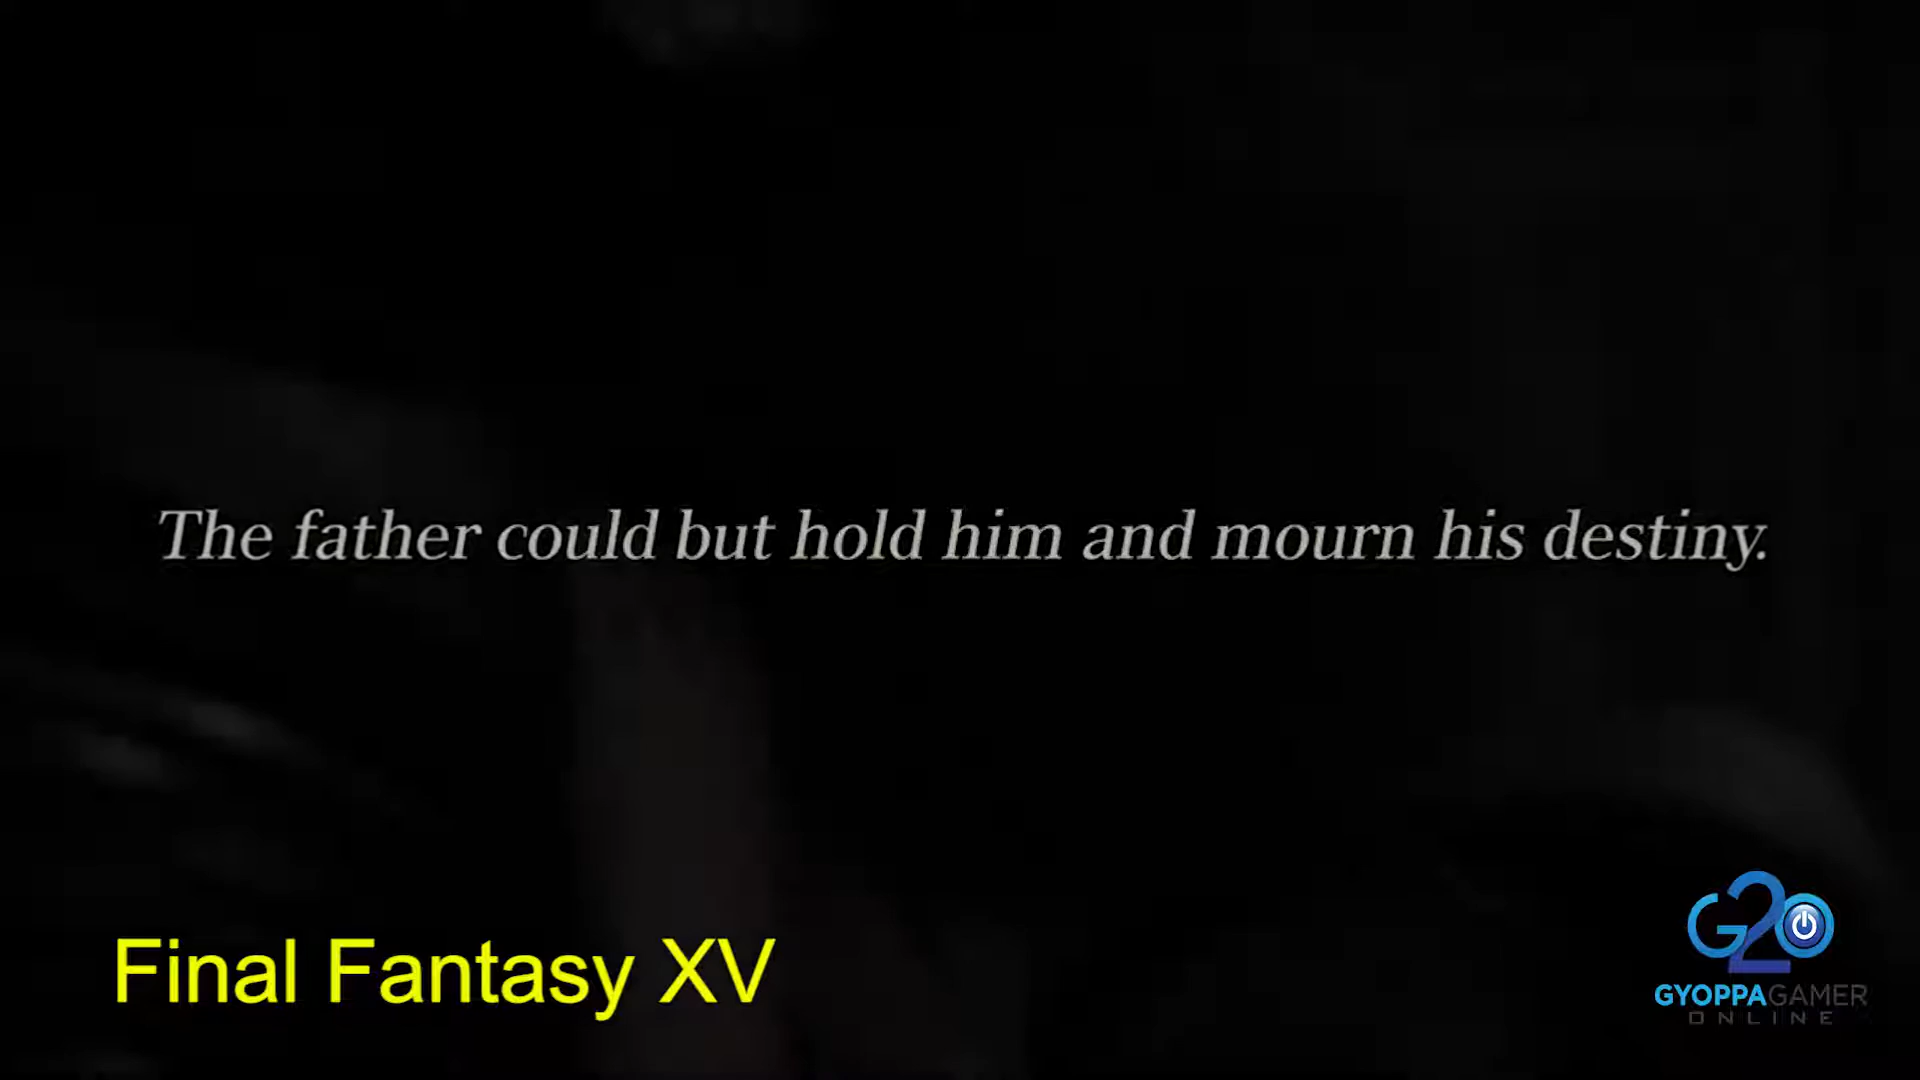 The father could but hold him and mourn his destiny.
Final Fantasy XV
G2O
GYOPPAGAMER
ONLINE